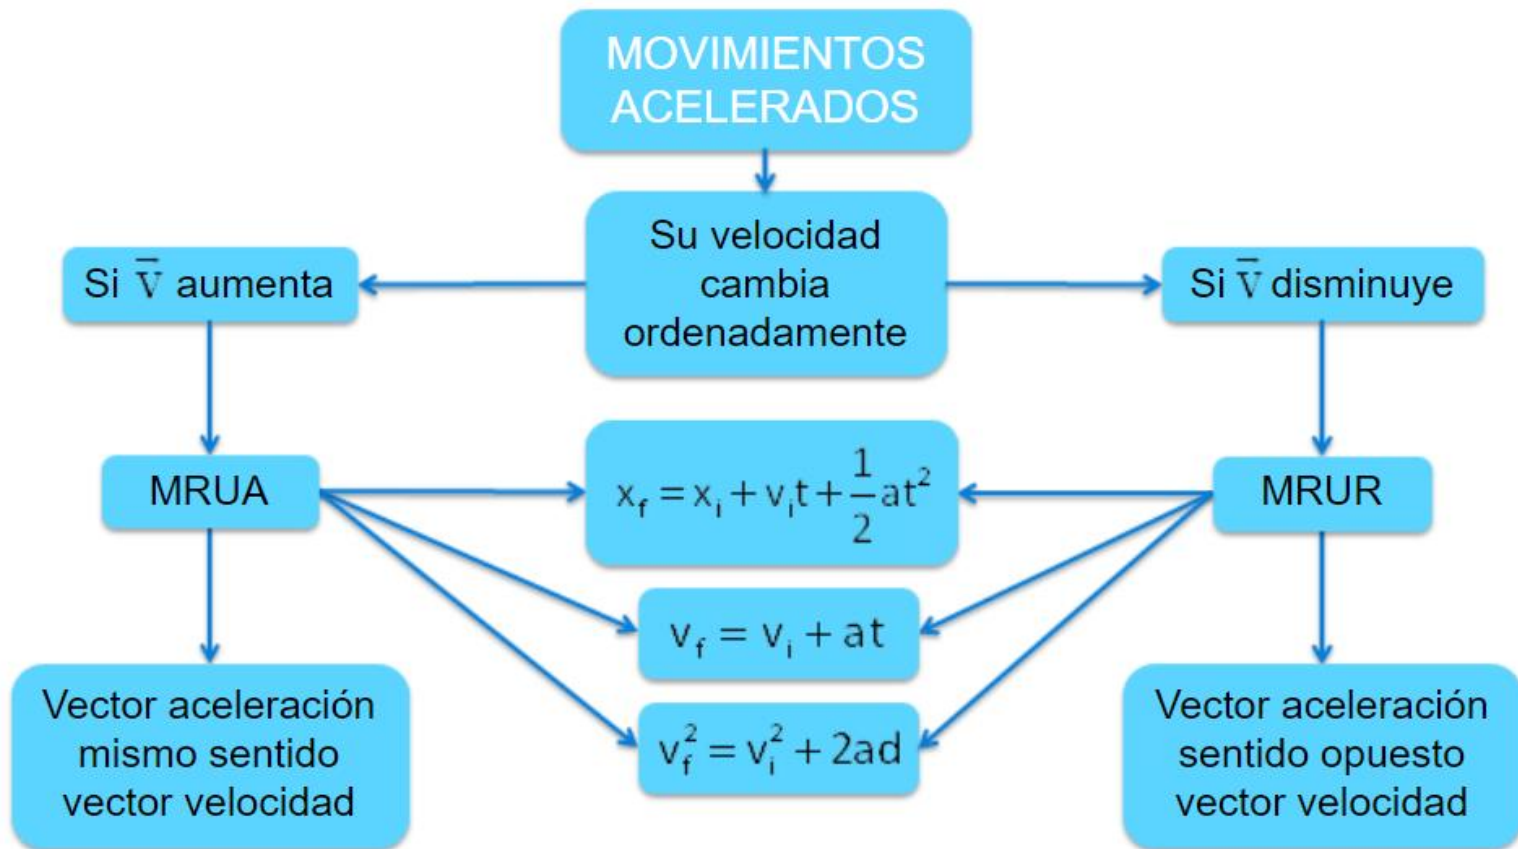 MOVIMIENTOS
ACELERADOS
Su velocidad
cambia
ordenadamente
Si v̅ aumenta
Si v̅ disminuye
MRUA
MRUR
x_f = x_i + v_i t + 1/2 at²
v_f = v_i + at
v_f² = v_i² + 2ad
Vector aceleración
mismo sentido
vector velocidad
Vector aceleración
sentido opuesto
vector velocidad